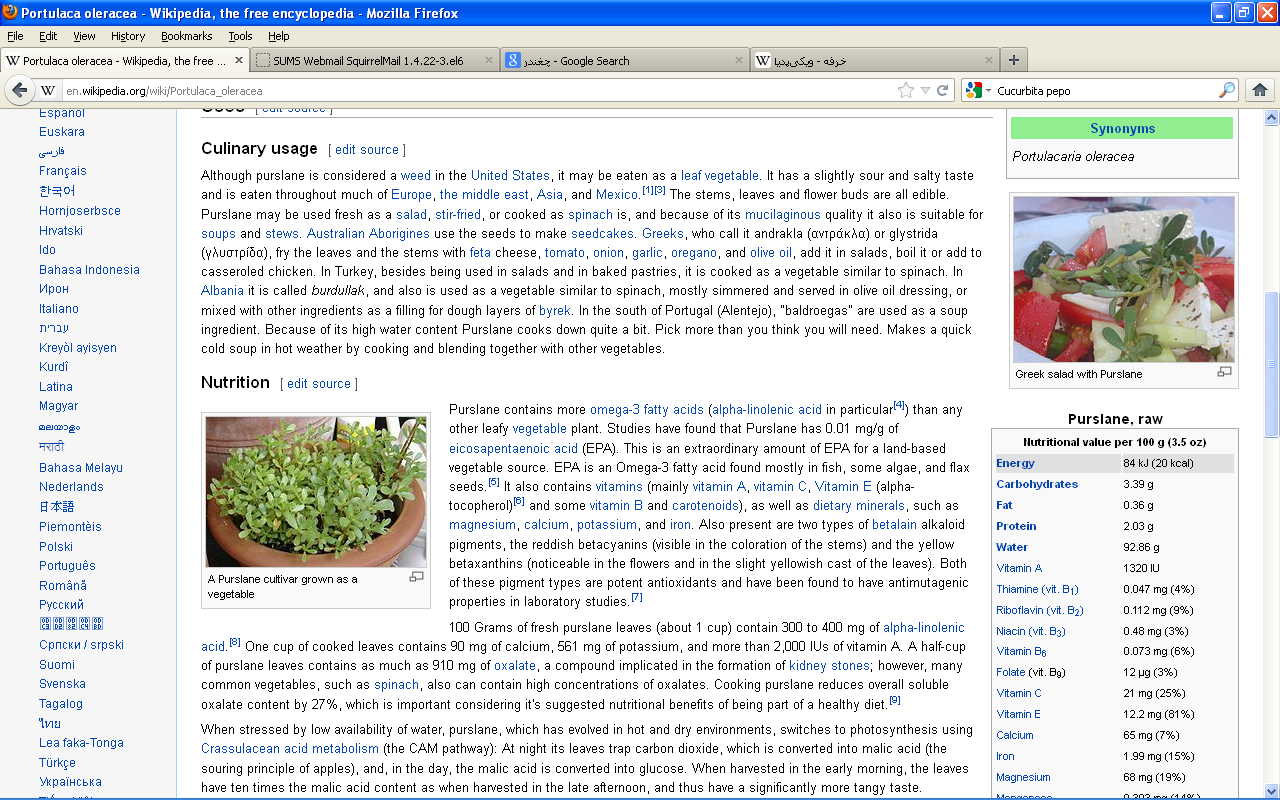 Portulaca oleracea - Wikipedia, the free encyclopedia - Mozilla Firefox
File Edit View History Bookmarks Tools Help
Portulaca oleracea - Wikipedia, the free ...
SUMS Webmail SquirrelMail 1.4.22-3.el6
چغندر - Google Search
خرفه - ویکی‌پدیا
en.wikipedia.org/wiki/Portulaca_oleracea
Cucurbita pepo
Español
Euskara
فارسی
Français
한국어
Hornjoserbsce
Hrvatski
Ido
Bahasa Indonesia
Ирон
Italiano
עברית
Kreyòl ayisyen
Kurdî
Latina
Magyar
മലയാളം
मराठी
Bahasa Melayu
Nederlands
日本語
Piemontèis
Polski
Português
Română
Русский
Српски / srpski
Suomi
Svenska
Tagalog
ไทย
Lea faka-Tonga
Türkçe
Українська
Uses [ edit source ]
Culinary usage [ edit source ]
Although purslane is considered a weed in the United States, it may be eaten as a leaf vegetable. It has a slightly sour and salty taste
and is eaten throughout much of Europe, the middle east, Asia, and Mexico.[1][3] The stems, leaves and flower buds are all edible.
Purslane may be used fresh as a salad, stir-fried, or cooked as spinach is, and because of its mucilaginous quality it also is suitable for
soups and stews. Australian Aborigines use the seeds to make seedcakes. Greeks, who call it andrakla (αντράκλα) or glystrida
(γλυστρίδα), fry the leaves and the stems with feta cheese, tomato, onion, garlic, oregano, and olive oil, add it in salads, boil it or add to
casseroled chicken. In Turkey, besides being used in salads and in baked pastries, it is cooked as a vegetable similar to spinach. In
Albania it is called burdullak, and also is used as a vegetable similar to spinach, mostly simmered and served in olive oil dressing, or
mixed with other ingredients as a filling for dough layers of byrek. In the south of Portugal (Alentejo), "baldroegas" are used as a soup
ingredient. Because of its high water content Purslane cooks down quite a bit. Pick more than you think you will need. Makes a quick
cold soup in hot weather by cooking and blending together with other vegetables.
Nutrition [ edit source ]
A Purslane cultivar grown as a
vegetable
Purslane contains more omega-3 fatty acids (alpha-linolenic acid in particular[4]) than any
other leafy vegetable plant. Studies have found that Purslane has 0.01 mg/g of
eicosapentaenoic acid (EPA). This is an extraordinary amount of EPA for a land-based
vegetable source. EPA is an Omega-3 fatty acid found mostly in fish, some algae, and flax
seeds.[5] It also contains vitamins (mainly vitamin A, vitamin C, Vitamin E (alpha-
tocopherol)[6] and some vitamin B and carotenoids), as well as dietary minerals, such as
magnesium, calcium, potassium, and iron. Also present are two types of betalain alkaloid
pigments, the reddish betacyanins (visible in the coloration of the stems) and the yellow
betaxanthins (noticeable in the flowers and in the slight yellowish cast of the leaves). Both
of these pigment types are potent antioxidants and have been found to have antimutagenic
properties in laboratory studies.[7]
100 Grams of fresh purslane leaves (about 1 cup) contain 300 to 400 mg of alpha-linolenic
acid.[8] One cup of cooked leaves contains 90 mg of calcium, 561 mg of potassium, and more than 2,000 IUs of vitamin A. A half-cup
of purslane leaves contains as much as 910 mg of oxalate, a compound implicated in the formation of kidney stones; however, many
common vegetables, such as spinach, also can contain high concentrations of oxalates. Cooking purslane reduces overall soluble
oxalate content by 27%, which is important considering it's suggested nutritional benefits of being part of a healthy diet.[9]
When stressed by low availability of water, purslane, which has evolved in hot and dry environments, switches to photosynthesis using
Crassulacean acid metabolism (the CAM pathway): At night its leaves trap carbon dioxide, which is converted into malic acid (the
souring principle of apples), and, in the day, the malic acid is converted into glucose. When harvested in the early morning, the leaves
have ten times the malic acid content as when harvested in the late afternoon, and thus have a significantly more tangy taste.
Synonyms
Portulacaria oleracea
Greek salad with Purslane
Purslane, raw
Nutritional value per 100 g (3.5 oz)
Energy 84 kJ (20 kcal)
Carbohydrates 3.39 g
Fat 0.36 g
Protein 2.03 g
Water 92.86 g
Vitamin A 1320 IU
Thiamine (vit. B1) 0.047 mg (4%)
Riboflavin (vit. B2) 0.112 mg (9%)
Niacin (vit. B3) 0.48 mg (3%)
Vitamin B6 0.073 mg (6%)
Folate (vit. B9) 12 μg (3%)
Vitamin C 21 mg (25%)
Vitamin E 12.2 mg (81%)
Calcium 65 mg (7%)
Iron 1.99 mg (15%)
Magnesium 68 mg (19%)
Manganese 0.303 mg (14%)